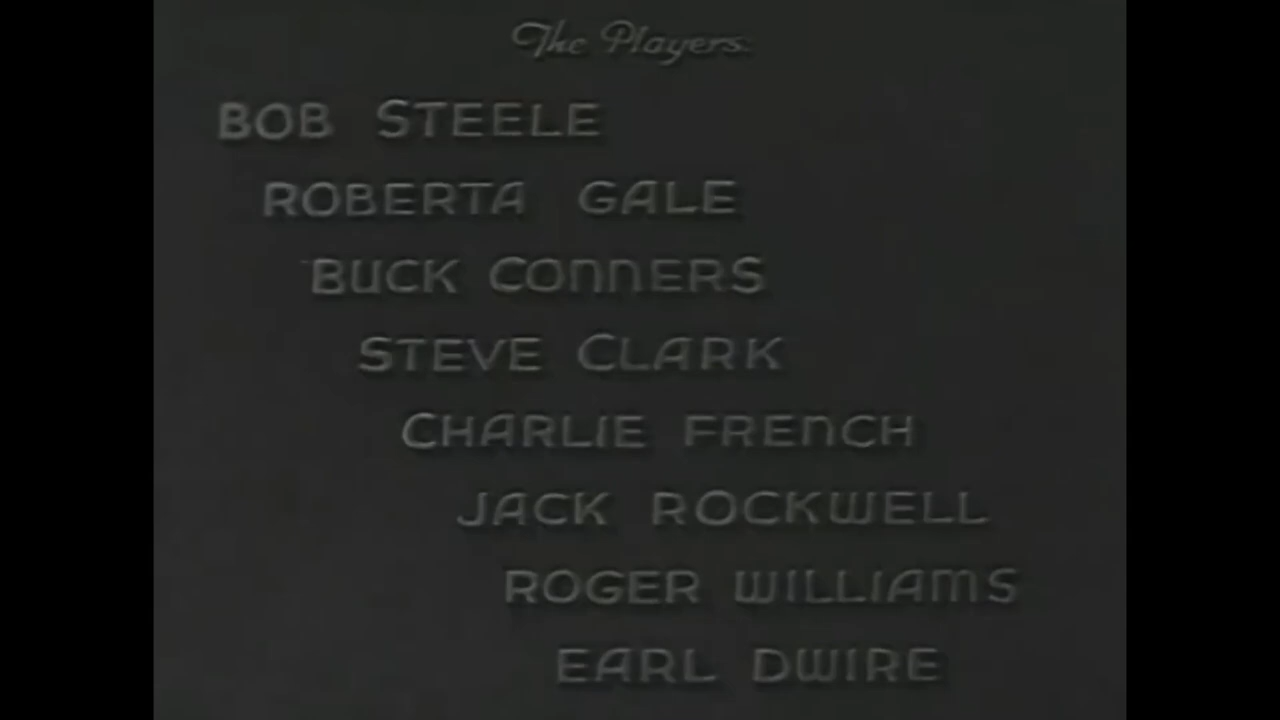 The Players
BOB STEELE
ROBERTA GALE
BUCK CONNERS
STEVE CLARK
CHARLIE FRENCH
JACK ROCKWELL
ROGER WILLIAMS
EARL DWIRE